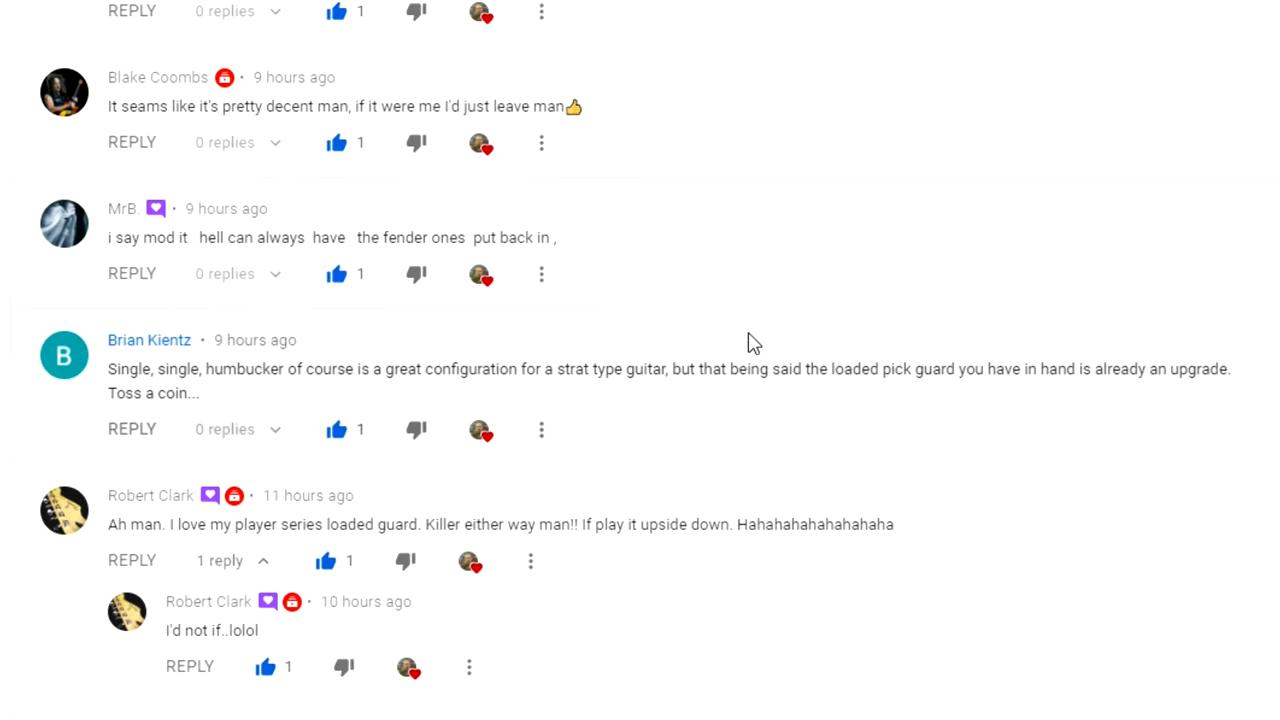 REPLY 0 replies 1
Blake Coombs • 9 hours ago
It seams like it's pretty decent man, if it were me I'd just leave man👍
REPLY 0 replies 1
MrB. • 9 hours ago
i say mod it hell can always have the fender ones put back in ,
REPLY 0 replies 1
B
Brian Kientz • 9 hours ago
Single, single, humbucker of course is a great configuration for a strat type guitar, but that being said the loaded pick guard you have in hand is already an upgrade.
Toss a coin...
REPLY 0 replies 1
Robert Clark • 11 hours ago
Ah man. I love my player series loaded guard. Killer either way man!! If play it upside down. Hahahahahahahahaha
REPLY 1 reply 1
Robert Clark • 10 hours ago
I'd not if..lolol
REPLY 1